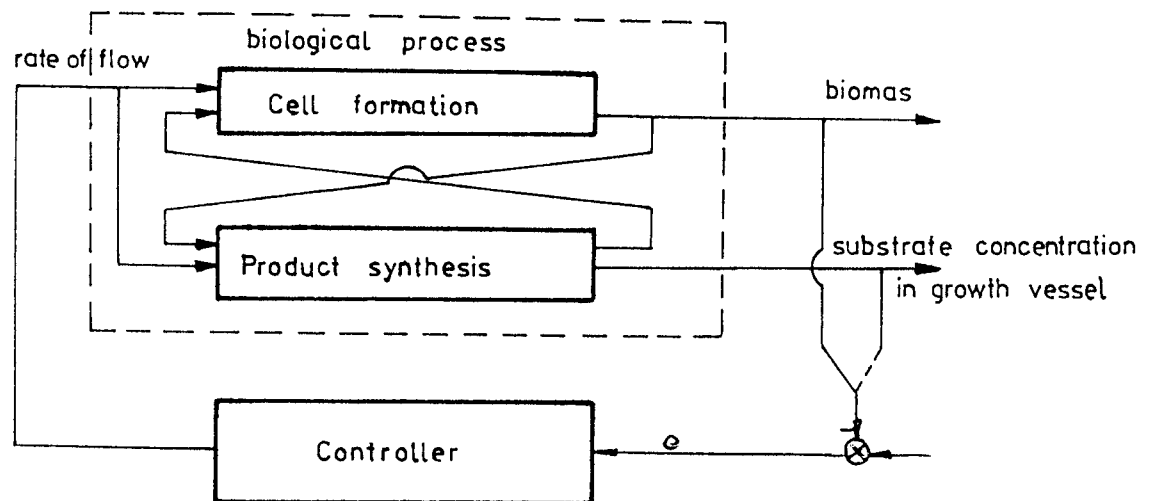 biological process
rate of flow
Cell formation
biomas
substrate concentration
in growth vessel
Product synthesis
e
Controller